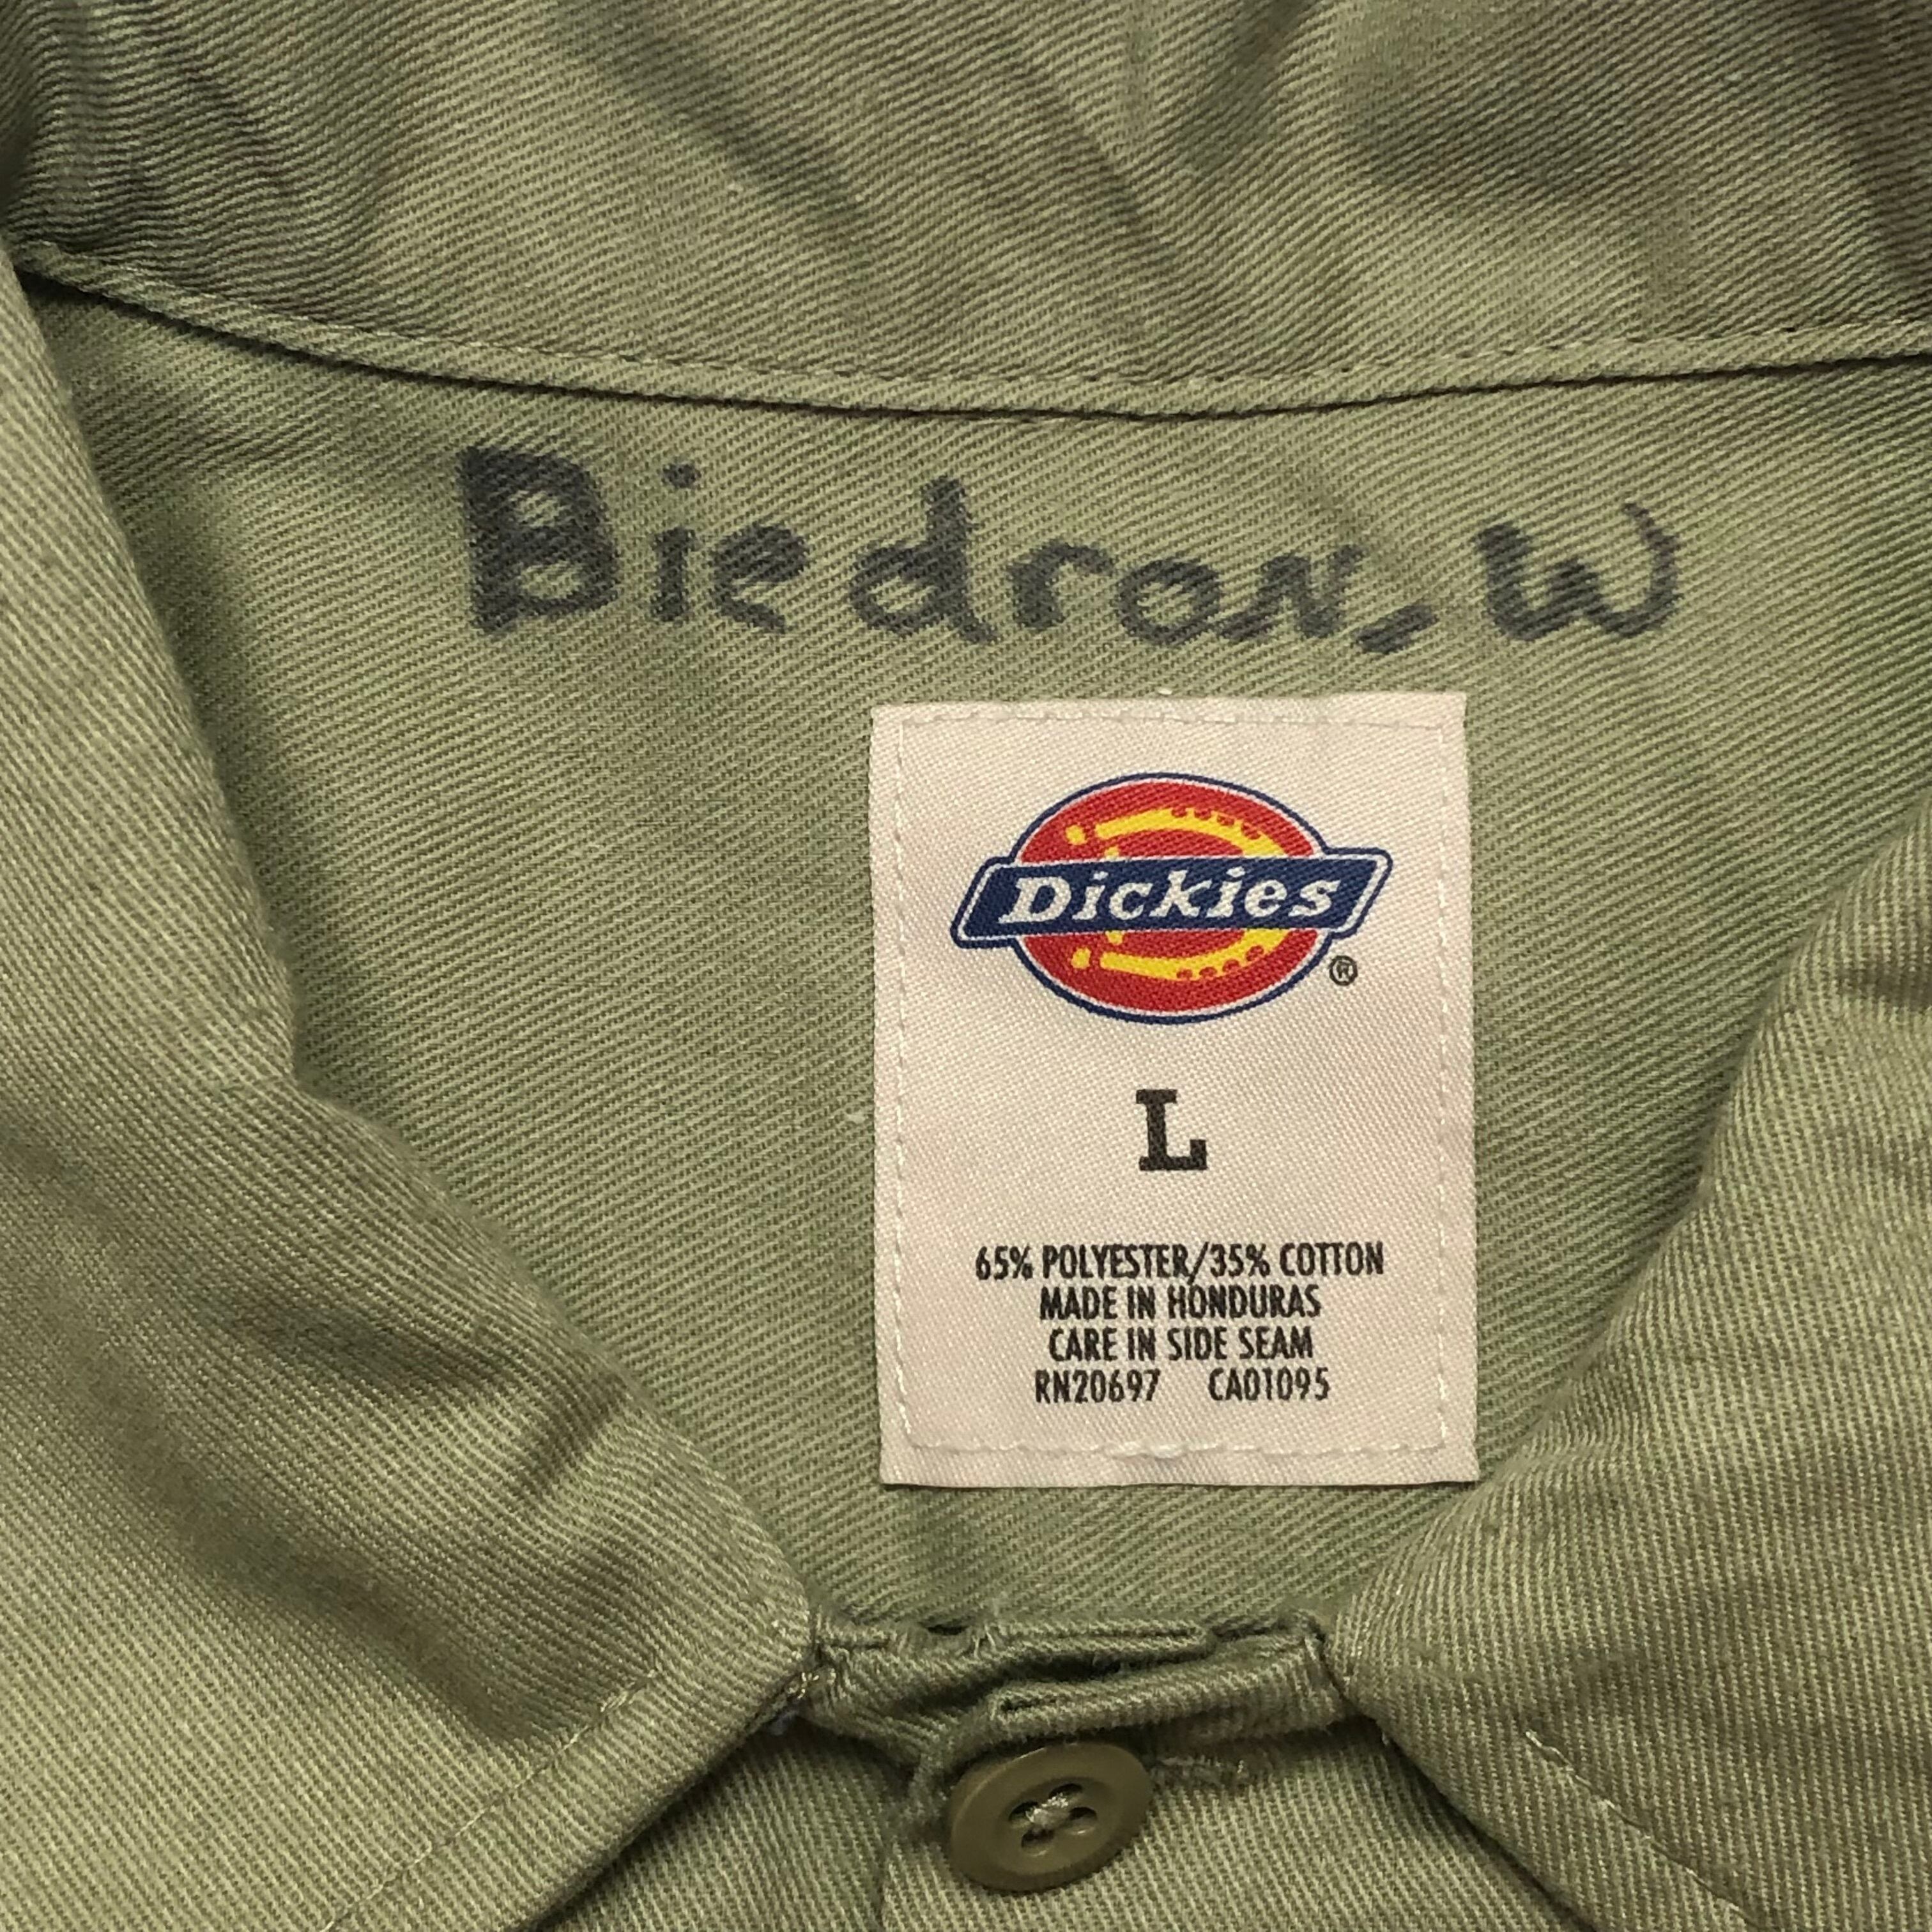 Biedron, W
Dickies
®
L
65% POLYESTER/35% COTTON
MADE IN HONDURAS
CARE IN SIDE SEAM
RN20697 CA01095